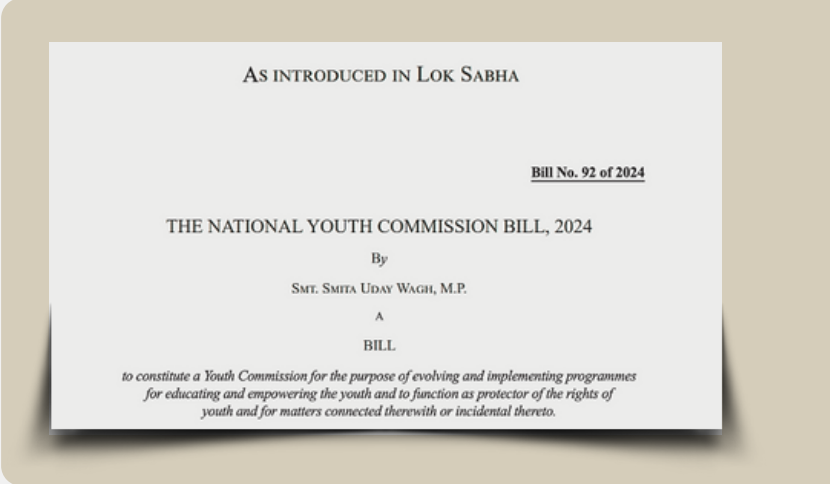 As introduced in Lok Sabha
Bill No. 92 of 2024
THE NATIONAL YOUTH COMMISSION BILL, 2024
By
Smt. Smita Uday Wagh, M.P.
A
BILL
to constitute a Youth Commission for the purpose of evolving and implementing programmes
for educating and empowering the youth and to function as protector of the rights of
youth and for matters connected therewith or incidental thereto.